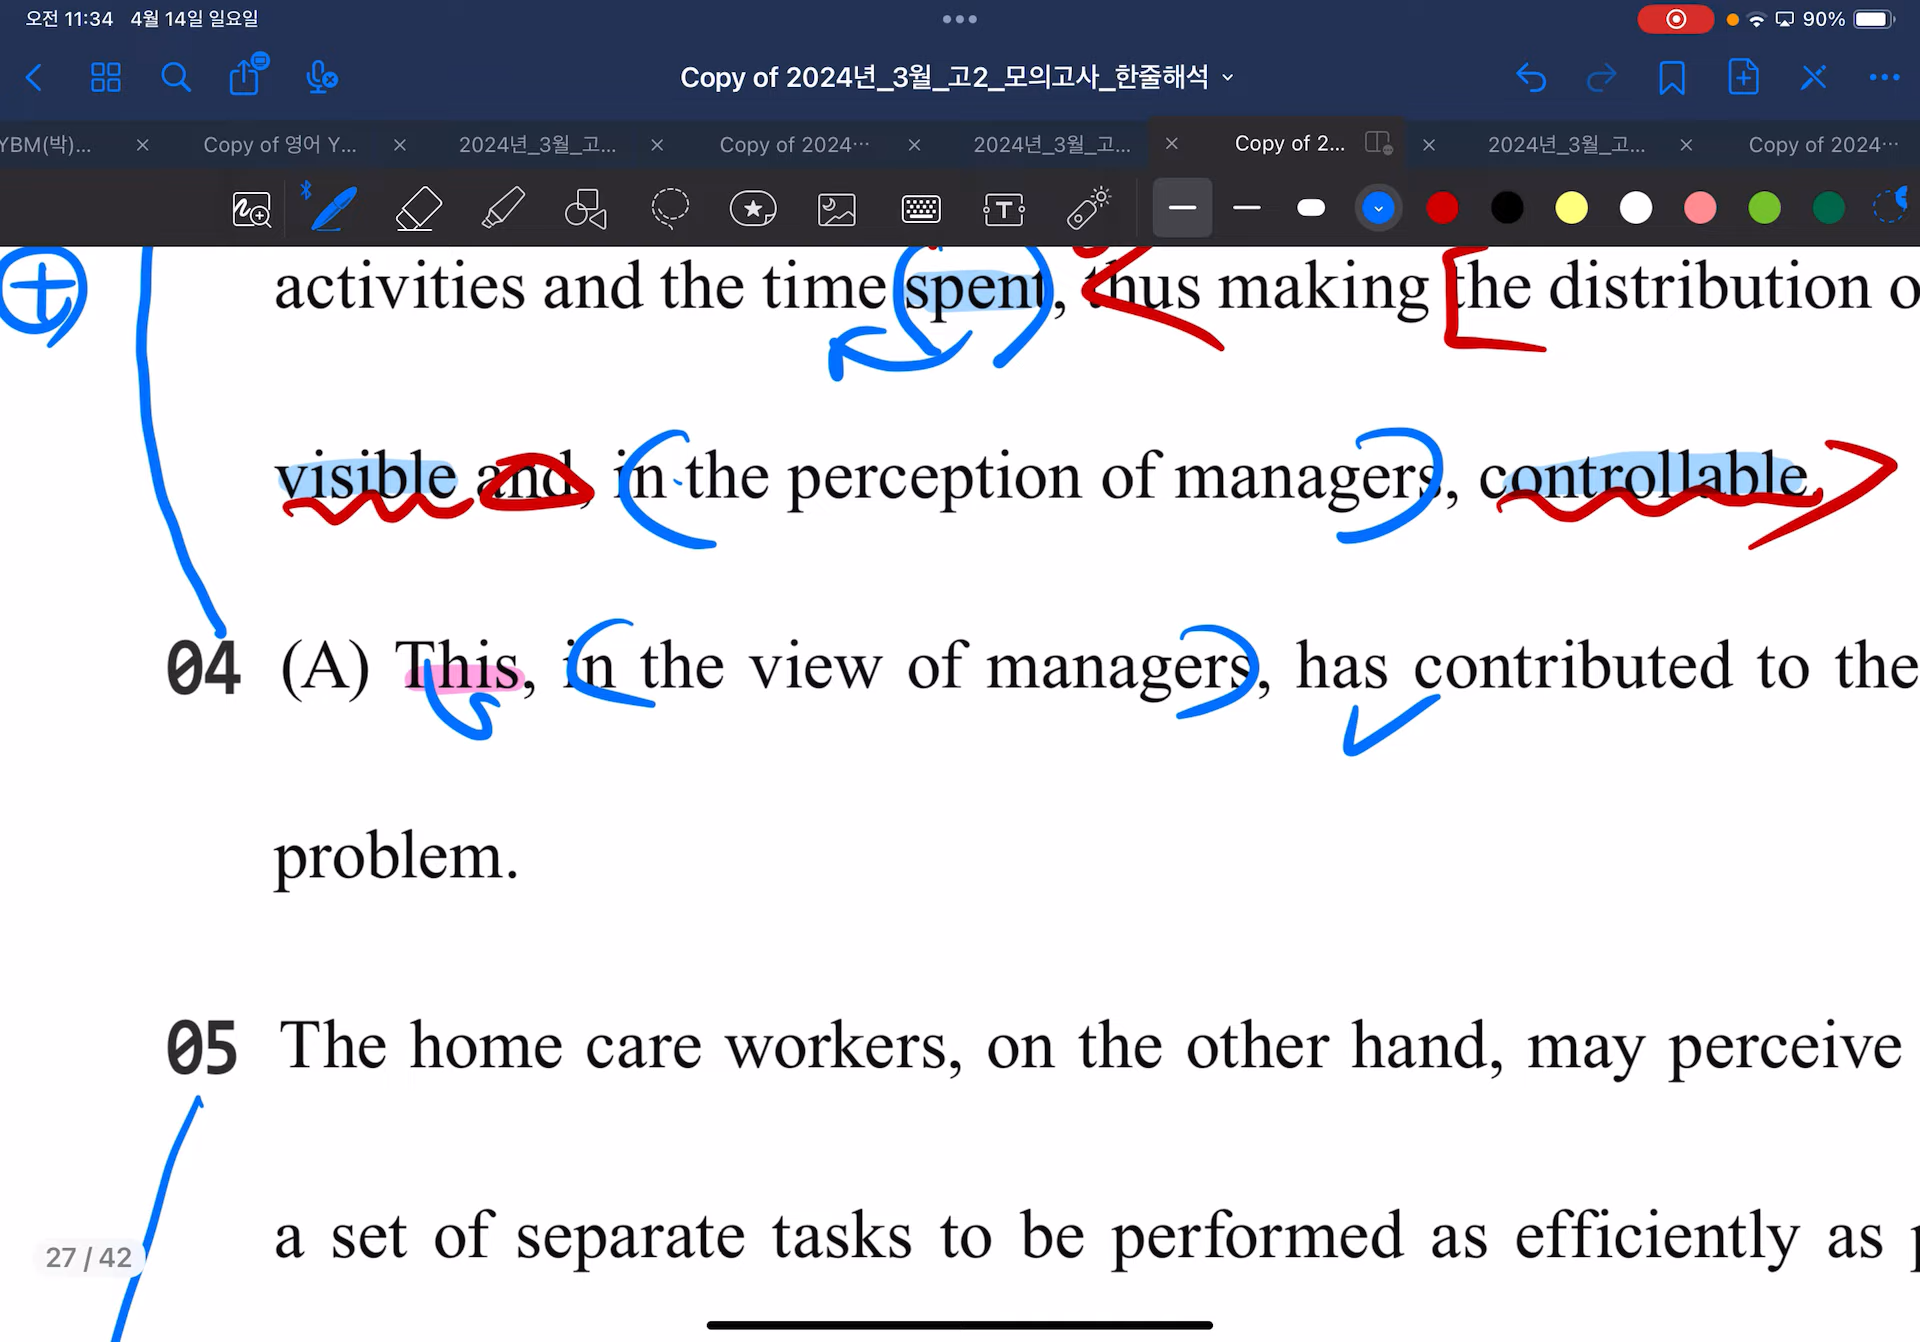 오전 11:34 4월 14일 일요일
90%
Copy of 2024년_3월_고2_모의고사_한줄해석
YBM(박)...
Copy of 영어 Y...
2024년_3월_고...
Copy of 2024...
2024년_3월_고...
Copy of 2...
2024년_3월_고...
Copy of 2024...
activities and the time spent, thus making the distribution o
visible and, in the perception of managers, controllable.
04 (A) This, in the view of managers, has contributed to the
problem.
05 The home care workers, on the other hand, may perceive
a set of separate tasks to be performed as efficiently as p
27 / 42